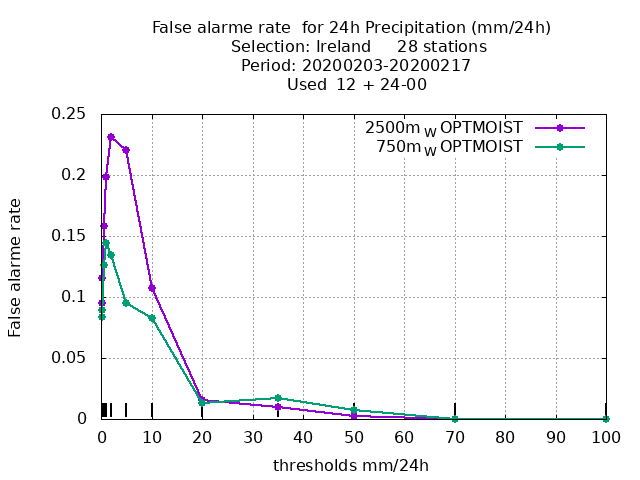 False alarme rate  for 24h Precipitation (mm/24h)
Selection: Ireland     28 stations
Period: 20200203-20200217
Used  12 + 24-00
2500m W OPTMOIST
750m W OPTMOIST
False alarme rate
0.25
0.2
0.15
0.1
0.05
0
0 10 20 30 40 50 60 70 80 90 100
thresholds mm/24h